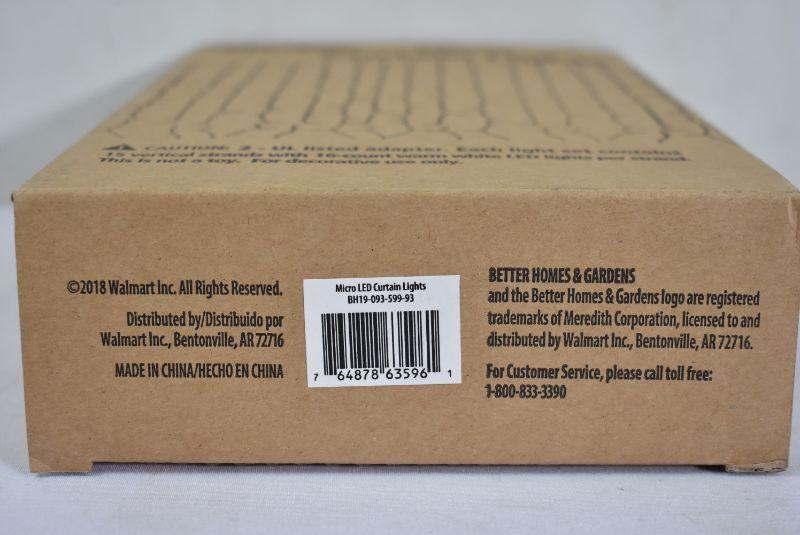 CAUTION: 2 - UL listed adapter. Each light set contains
15 vertical strands with 16-count warm white LED lights per strand.
This is not a toy. For decorative use only.
©2018 Walmart Inc. All Rights Reserved.
Distributed by/Distribuido por
Walmart Inc., Bentonville, AR 72716
MADE IN CHINA/HECHO EN CHINA
Micro LED Curtain Lights
BH19-093-599-93
7 64878 63596 1
BETTER HOMES & GARDENS
and the Better Homes & Gardens logo are registered
trademarks of Meredith Corporation, licensed to and
distributed by Walmart Inc., Bentonville, AR 72716.
For Customer Service, please call toll free:
1-800-833-3390